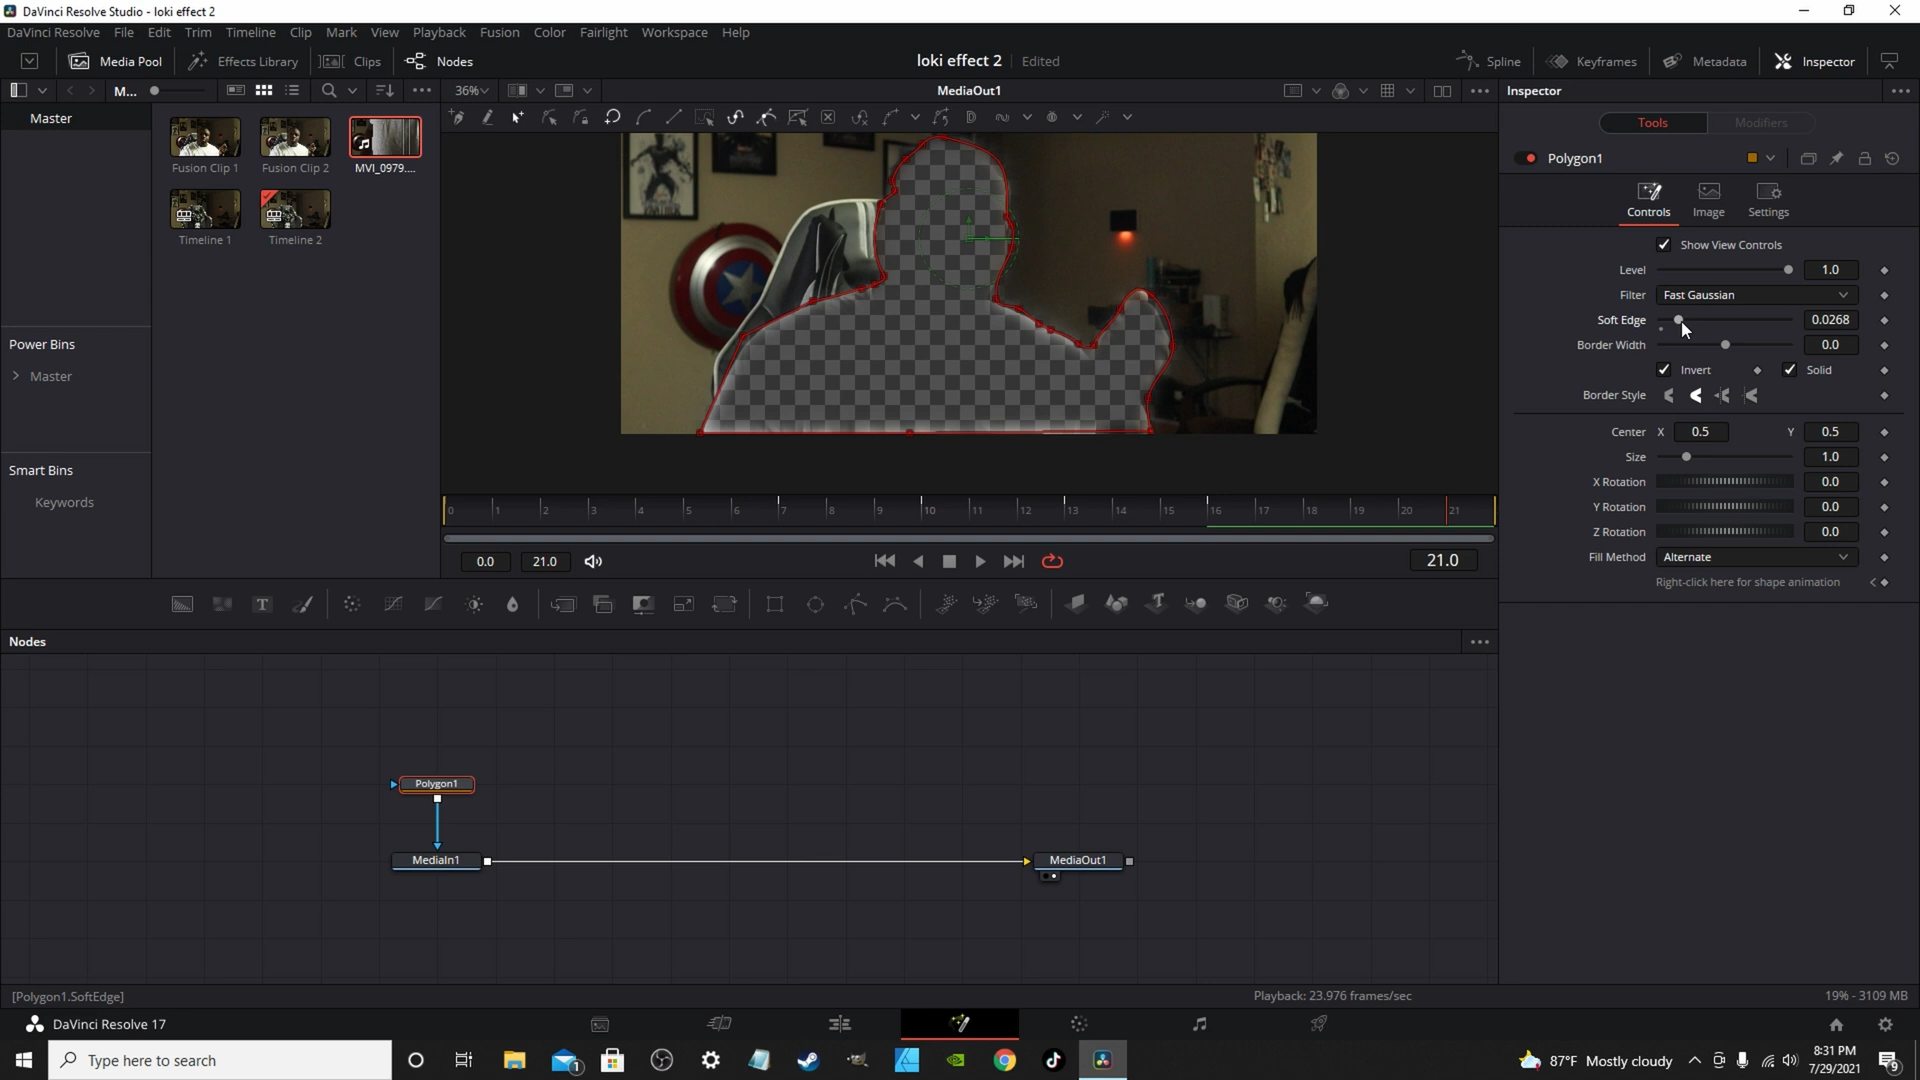 DaVinci Resolve Studio - loki effect 2
DaVinci Resolve File Edit Trim Timeline Clip Mark View Playback Fusion Color Fairlight Workspace Help
Media Pool Effects Library Clips Nodes loki effect 2 Edited Spline Keyframes Metadata Inspector
M... 36% MediaOut1 Inspector
Master
Fusion Clip 1 Fusion Clip 2 MVI_0979....
Timeline 1 Timeline 2
Power Bins
Master
Smart Bins
Keywords
0 1 2 3 4 5 6 7 8 9 10 11 12 13 14 15 16 17 18 19 20 21
0.0 21.0 21.0
Tools Modifiers
Polygon1
Controls Image Settings
Show View Controls
Level 1.0
Filter Fast Gaussian
Soft Edge 0.0268
Border Width 0.0
Invert Solid
Border Style
Center X 0.5 Y 0.5
Size 1.0
X Rotation 0.0
Y Rotation 0.0
Z Rotation 0.0
Fill Method Alternate
Right-click here for shape animation
Nodes
Polygon1
MediaIn1 MediaOut1
[Polygon1.SoftEdge] Playback: 23.976 frames/sec 19% - 3109 MB
DaVinci Resolve 17
Type here to search 1 87°F Mostly cloudy 8:31 PM
7/29/2021 9